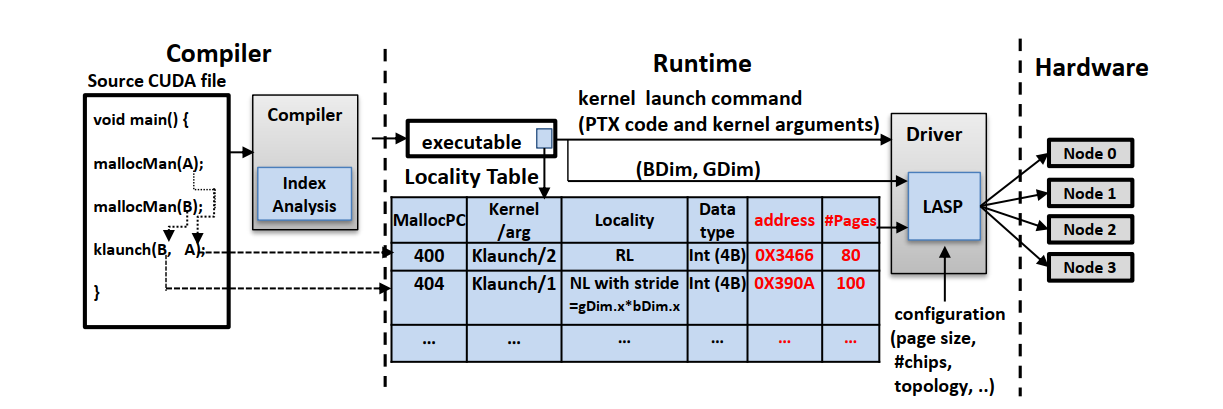 Compiler
Source CUDA file
void main() {
mallocMan(A);
mallocMan(B);
klaunch(B, A);
}
Compiler
Index
Analysis
Runtime
kernel launch command
(PTX code and kernel arguments)
executable
(BDim, GDim)
Locality Table
MallocPC Kernel /arg Locality Data type address #Pages
400 Klaunch/2 RL Int (4B) 0X3466 80
404 Klaunch/1 NL with stride Int (4B) 0X390A 100
=gDim.x*bDim.x
... ... ... ... ... ...
Driver
LASP
configuration
(page size,
#chips,
topology, ..)
Hardware
Node 0
Node 1
Node 2
Node 3